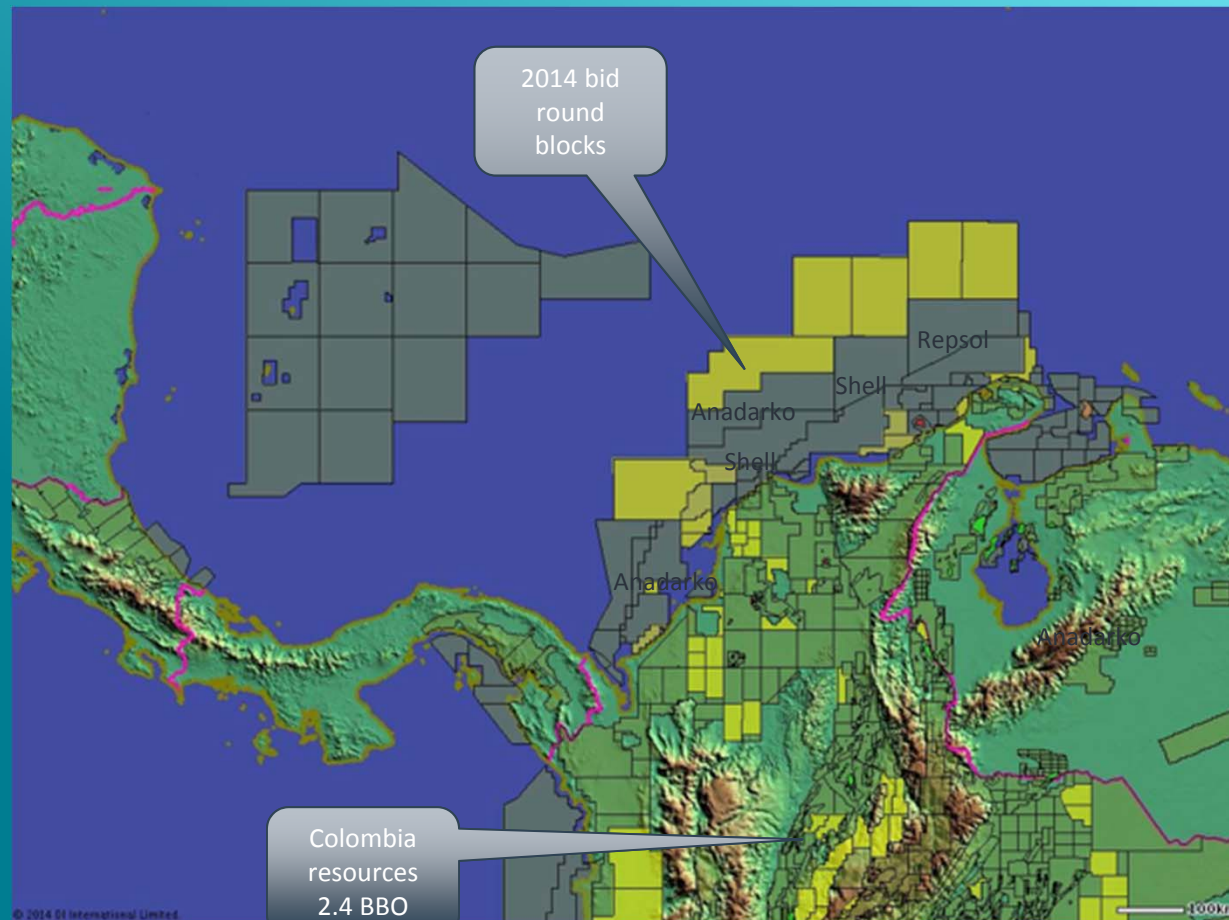 2014 bid
round
blocks
Repsol
Shell
Anadarko
Shell
Anadarko
Anadarko
Colombia
resources
2.4 BBO
© 2014 DI International Limited
100km